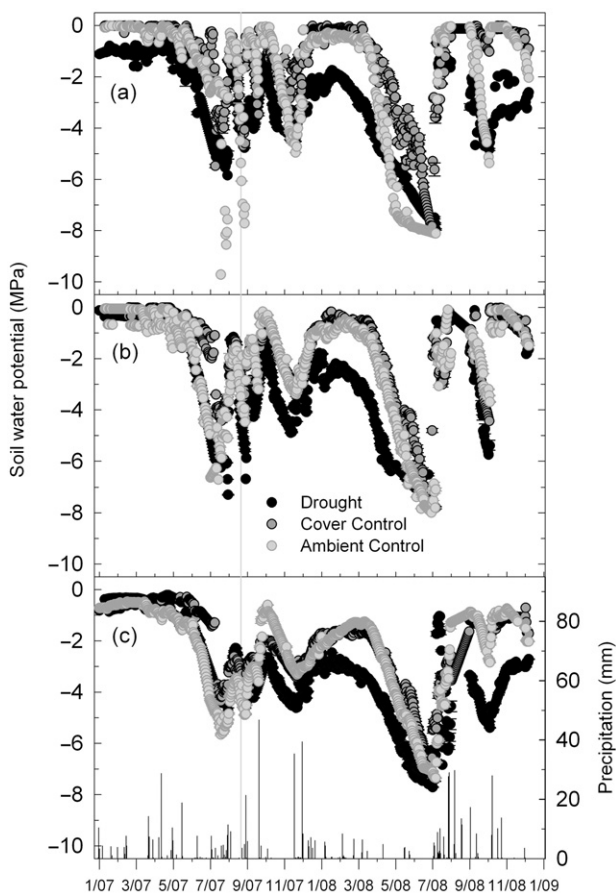 0
−2
−4
−6
−8
−10
(a)
0
−2
−4
−6
−8
−10
(b)
Soil water potential (MPa)
Drought
Cover Control
Ambient Control
0
−2
−4
−6
−8
−10
(c)
80
60
40
20
0
Precipitation (mm)
1/07 3/07 5/07 7/07 9/07 11/07 1/08 3/08 5/08 7/08 9/08 11/08 1/09